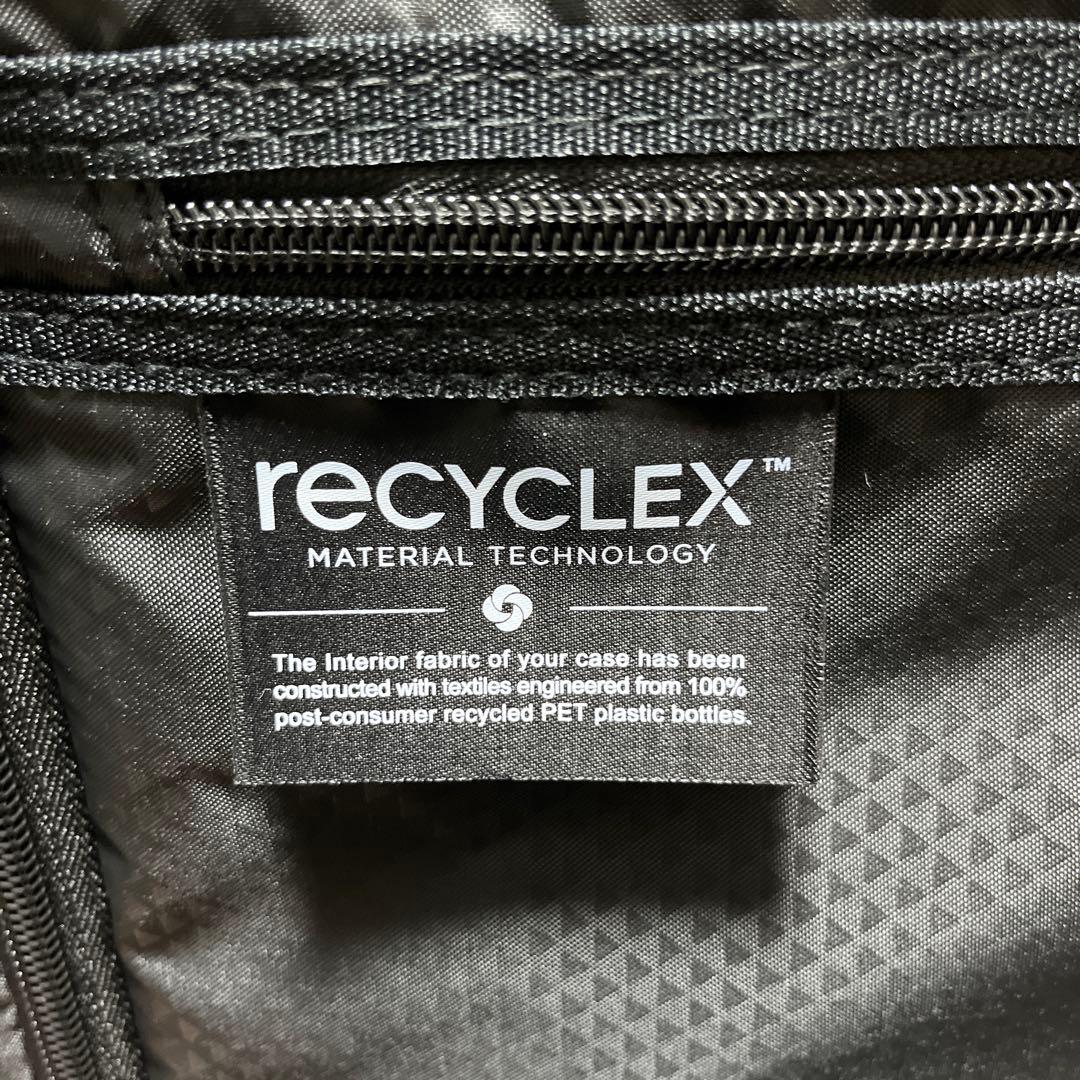 reCYCLEX™
MATERIAL TECHNOLOGY
The Interior fabric of your case has been
constructed with textiles engineered from 100%
post-consumer recycled PET plastic bottles.